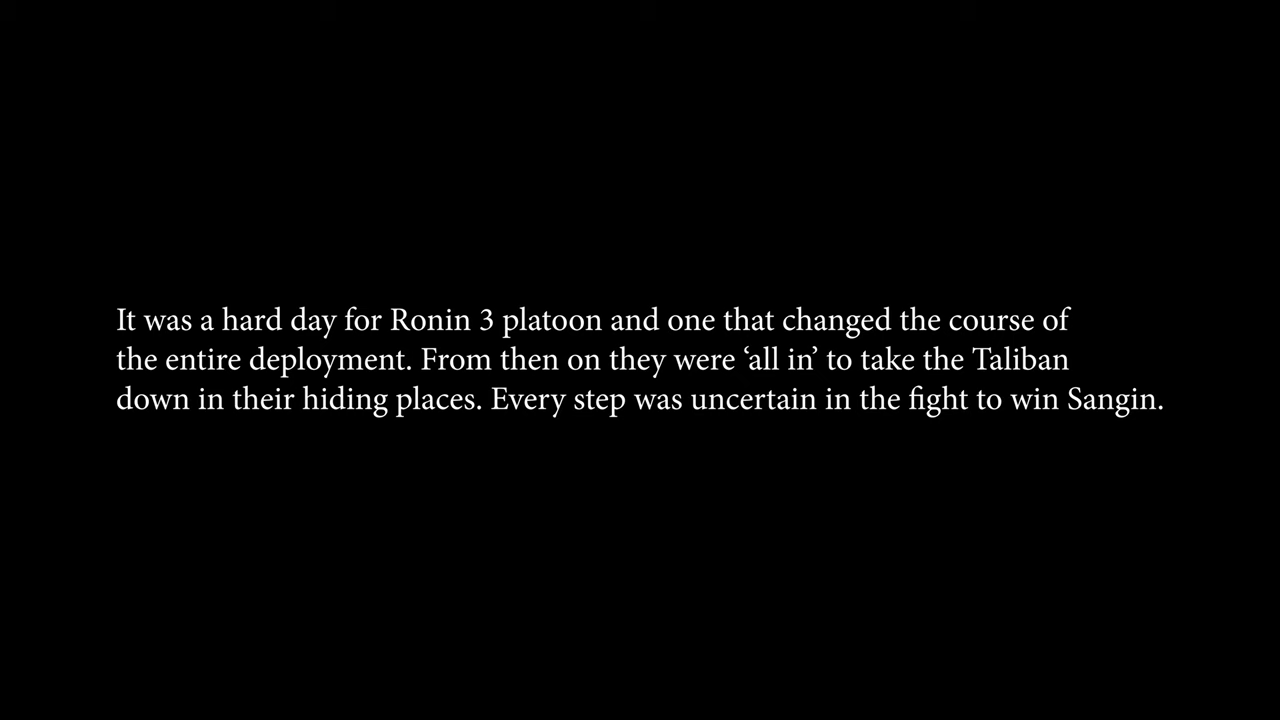 It was a hard day for Ronin 3 platoon and one that changed the course of
the entire deployment. From then on they were ‘all in’ to take the Taliban
down in their hiding places. Every step was uncertain in the fight to win Sangin.